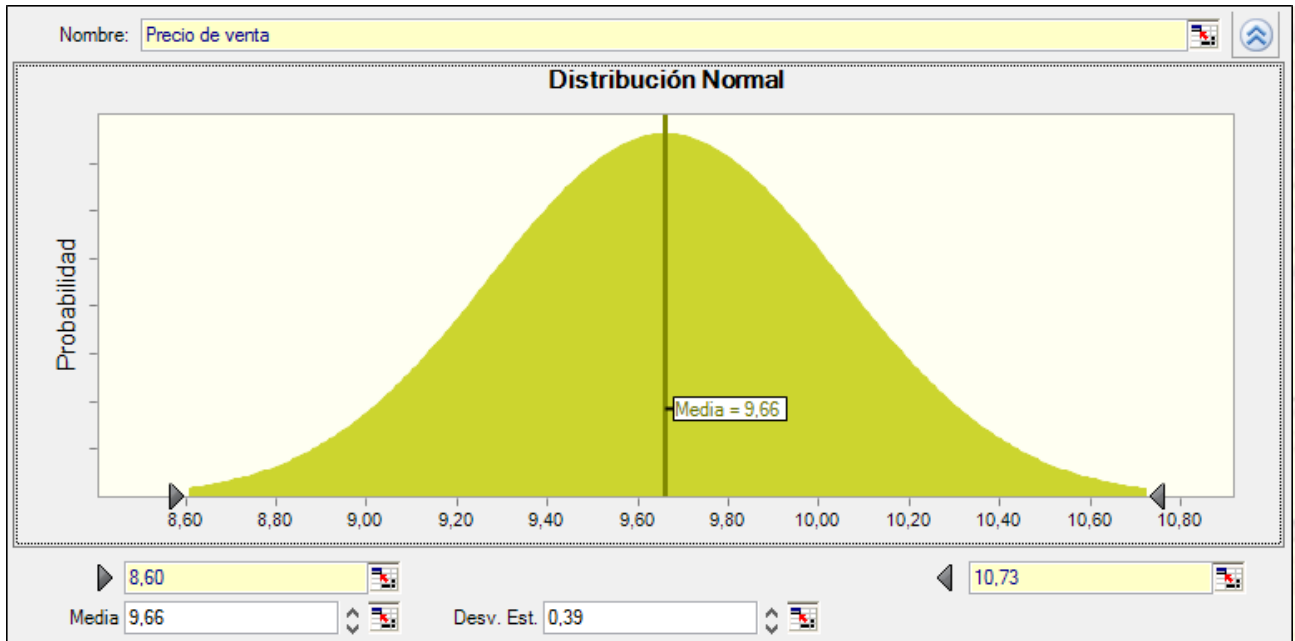 Nombre: Precio de venta
Distribución Normal
Probabilidad
Media = 9,66
8,60 8,80 9,00 9,20 9,40 9,60 9,80 10,00 10,20 10,40 10,60 10,80
8,60 10,73
Media 9,66 Desv. Est. 0,39